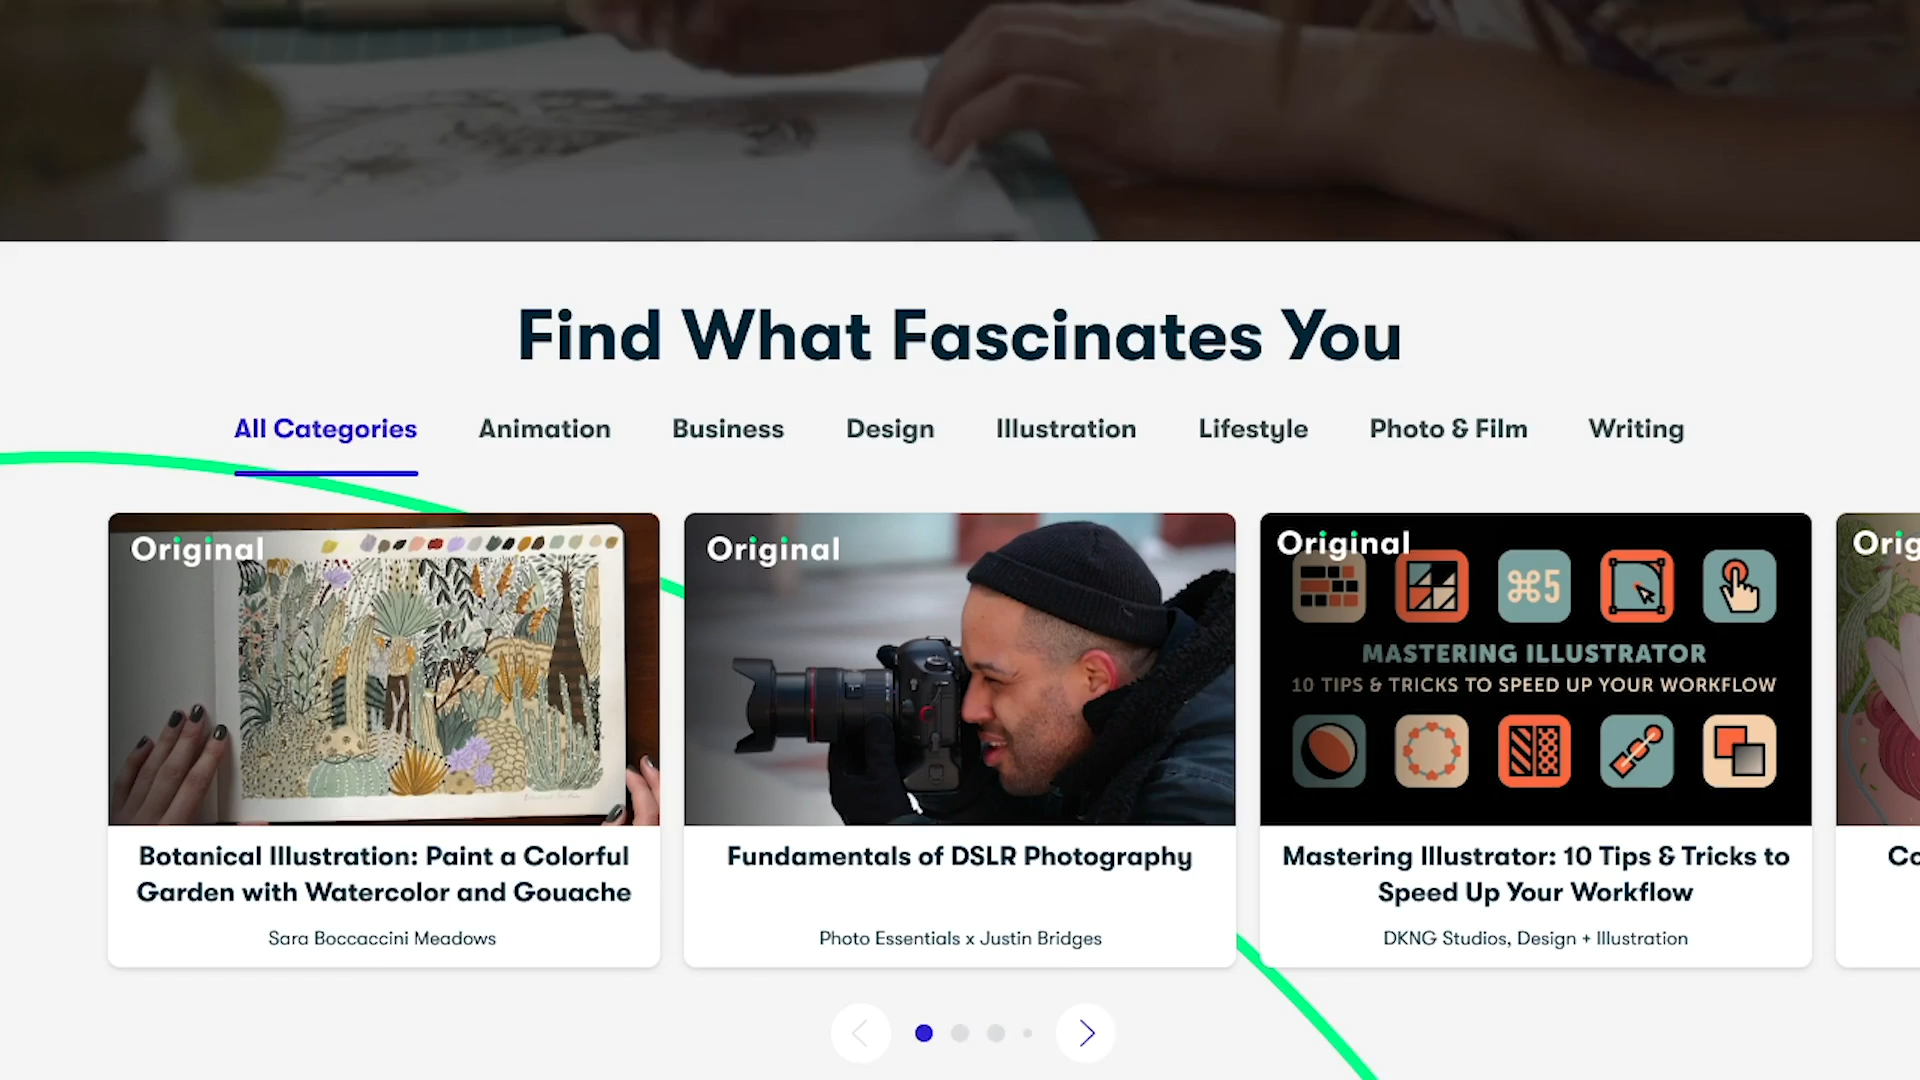 Find What Fascinates You
All Categories Animation Business Design Illustration Lifestyle Photo & Film Writing
Original
Botanical Illustration: Paint a Colorful
Garden with Watercolor and Gouache
Sara Boccaccini Meadows
Original
Fundamentals of DSLR Photography
Photo Essentials x Justin Bridges
Original
⌘5
MASTERING ILLUSTRATOR
10 TIPS & TRICKS TO SPEED UP YOUR WORKFLOW
Mastering Illustrator: 10 Tips & Tricks to
Speed Up Your Workflow
DKNG Studios, Design + Illustration
Orig
Co